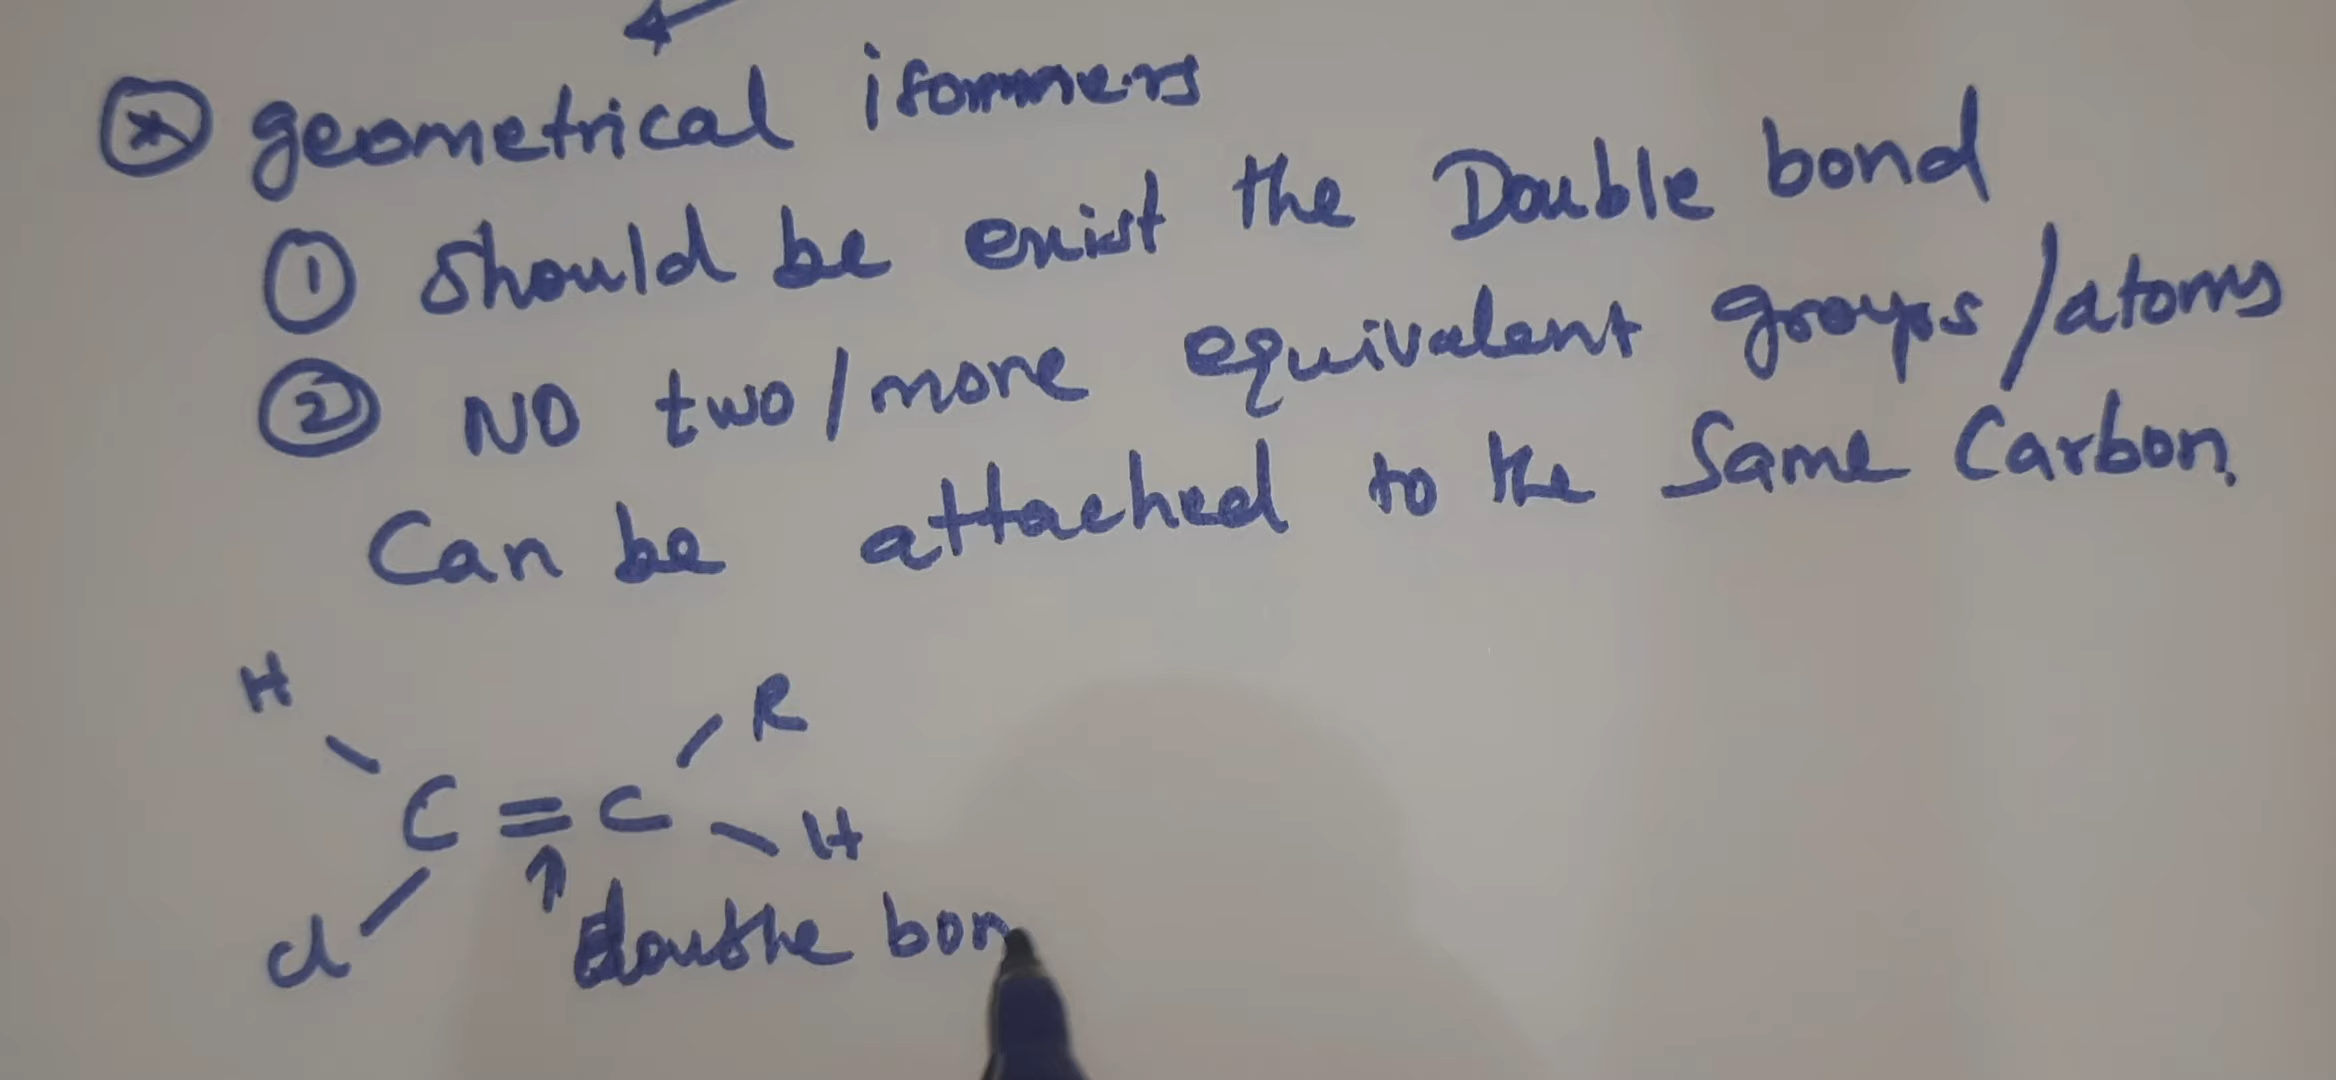 * geometrical isommers
1 Should be exist the Double bond
2 NO two/more equivalent groups/atoms
Can be attached to the Same Carbon.
H R
C = C
H
Cl
↑
double bon